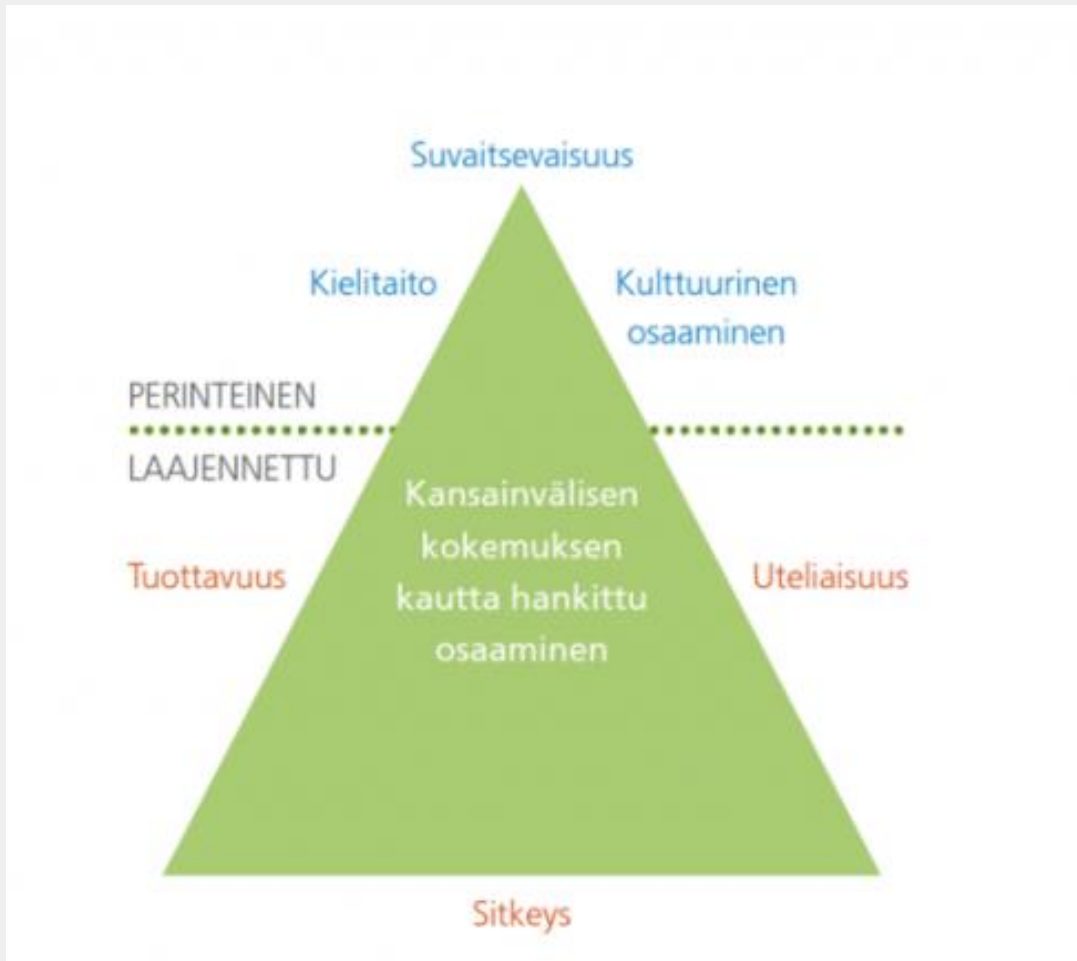 Suvaitsevaisuus
Kielitaito
Kulttuurinen
osaaminen
PERINTEINEN
LAAJENNETTU
Kansainvälisen
kokemuksen
kautta hankittu
osaaminen
Tuottavuus
Uteliaisuus
Sitkeys